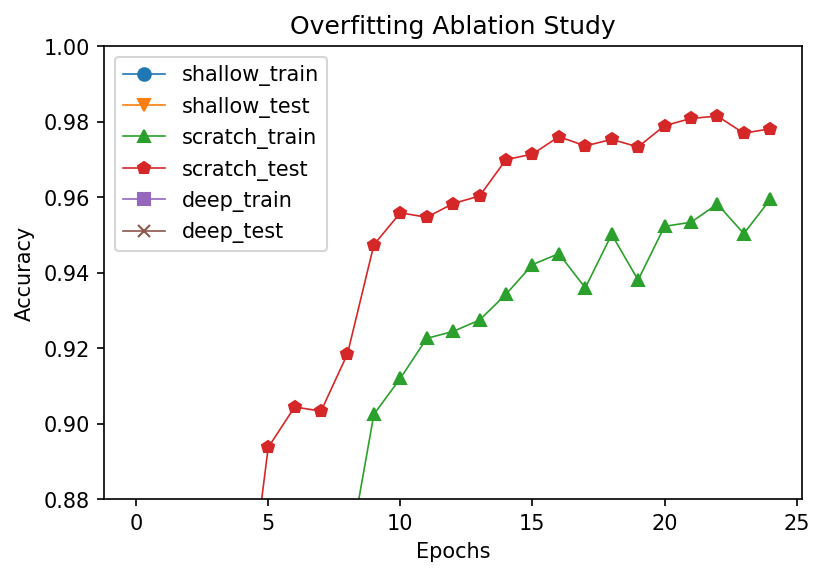 Overfitting Ablation Study
1.00
0.98
0.96
0.94
0.92
0.90
0.88
Accuracy
shallow_train
shallow_test
scratch_train
scratch_test
deep_train
deep_test
0
5
10
15
20
25
Epochs